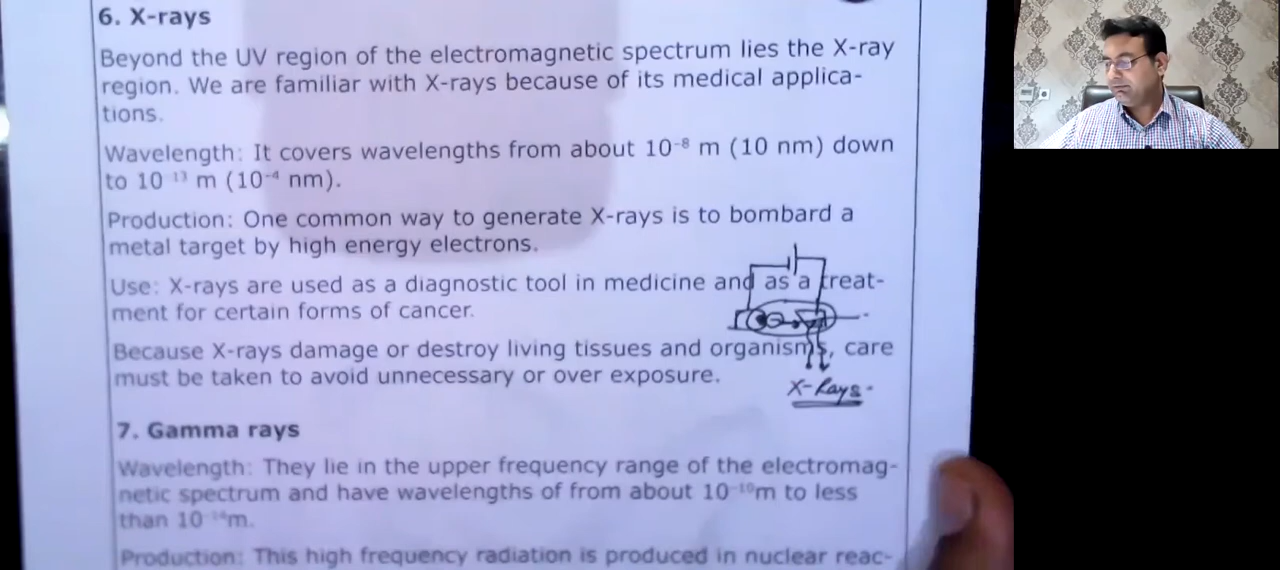 6. X-rays
Beyond the UV region of the electromagnetic spectrum lies the X-ray
region. We are familiar with X-rays because of its medical applica-
tions.
Wavelength: It covers wavelengths from about 10⁻⁸ m (10 nm) down
to 10⁻¹³ m (10⁻⁴ nm).
Production: One common way to generate X-rays is to bombard a
metal target by high energy electrons.
Use: X-rays are used as a diagnostic tool in medicine and as a treat-
ment for certain forms of cancer.
Because X-rays damage or destroy living tissues and organisms, care
must be taken to avoid unnecessary or over exposure.
X-Rays-
7. Gamma rays
Wavelength: They lie in the upper frequency range of the electromag-
netic spectrum and have wavelengths of from about 10⁻¹⁰m to less
than 10⁻¹⁴m.
Production: This high frequency radiation is produced in nuclear reac-